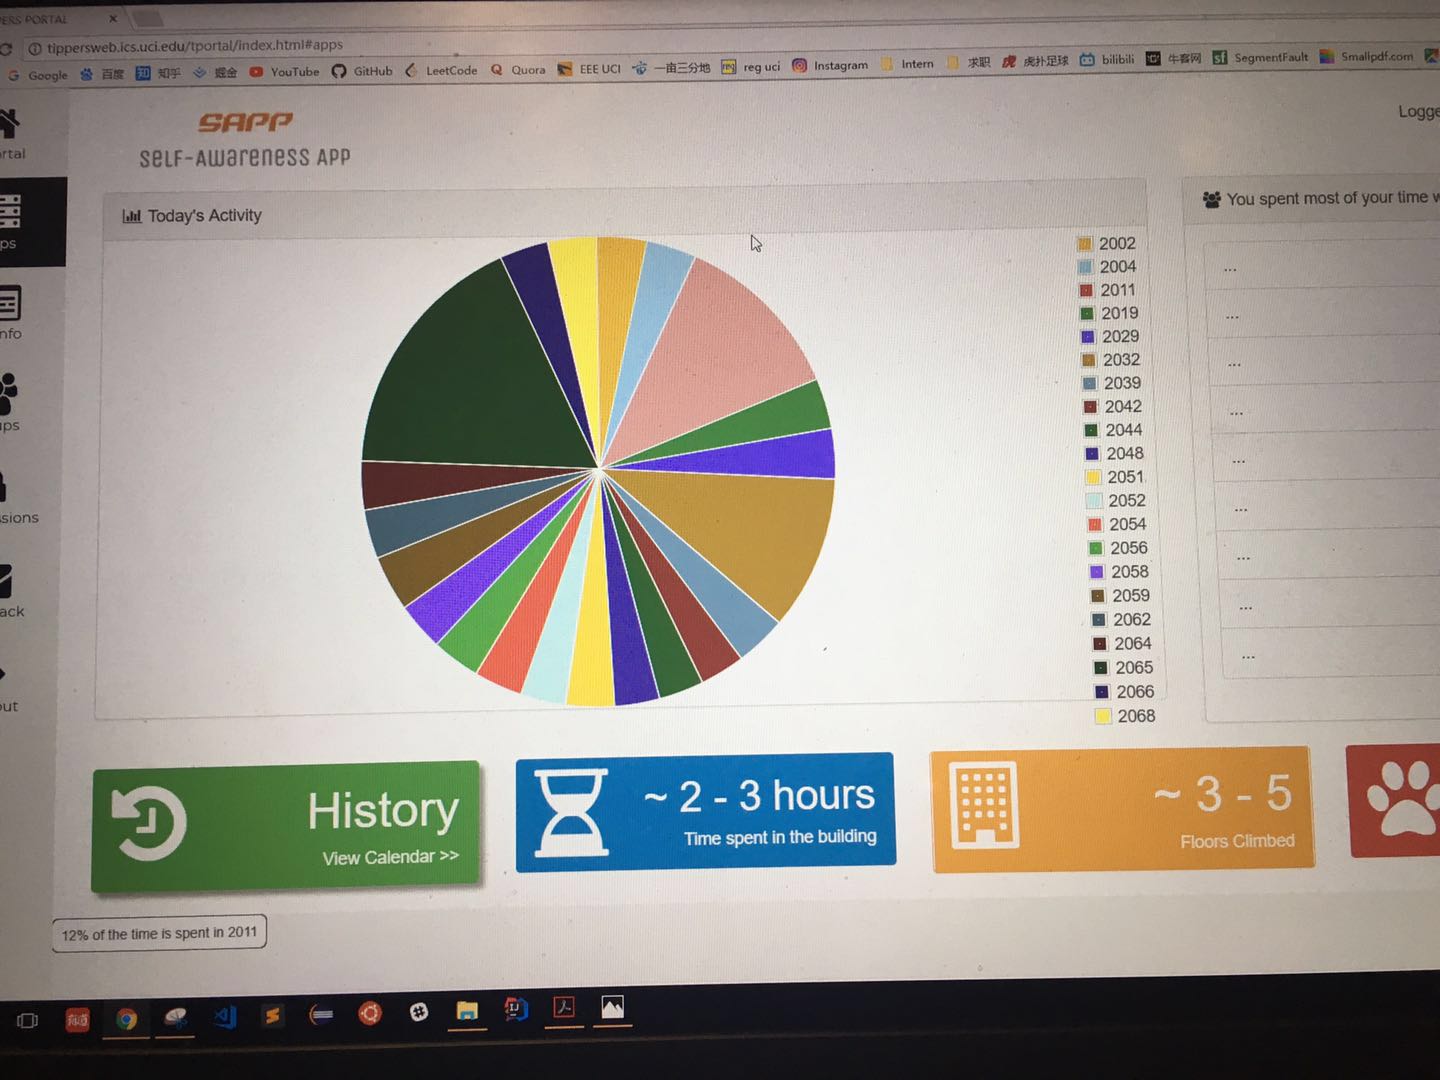 PERS PORTAL
tippersweb.ics.uci.edu/tportal/index.html#apps
Google 百度 知乎 掘金 YouTube GitHub LeetCode Quora EEE UCI 一亩三分地 reg uci Instagram Intern 求职 虎扑足球 bilibili 牛客网 SegmentFault Smallpdf.com
SAPP
SELF-AWARENESS APP
Logge
rtal
ps
nfo
ups
ssions
ack
out
Today's Activity
2002
2004
2011
2019
2029
2032
2039
2042
2044
2048
2051
2052
2054
2056
2058
2059
2062
2064
2065
2066
2068
You spent most of your time w
...
...
...
...
...
...
...
...
...
History
View Calendar >>
~ 2 - 3 hours
Time spent in the building
~ 3 - 5
Floors Climbed
12% of the time is spent in 2011